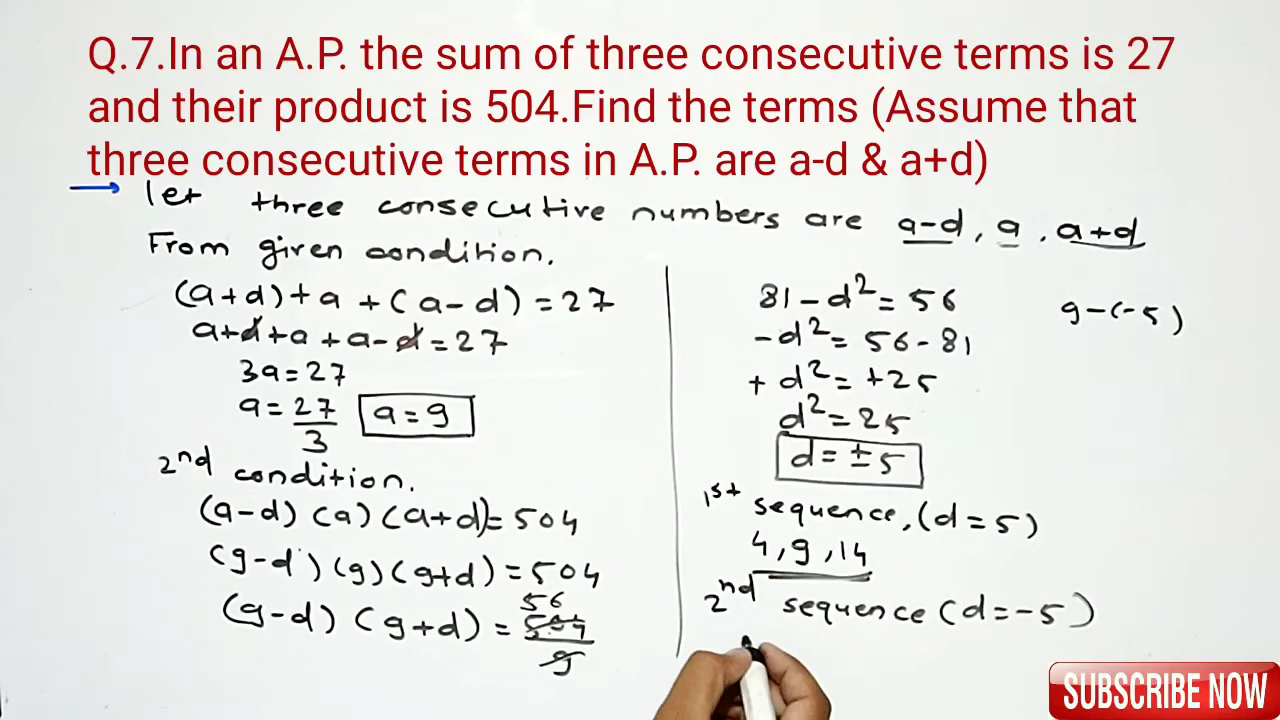 Q.7.In an A.P. the sum of three consecutive terms is 27
and their product is 504.Find the terms (Assume that
three consecutive terms in A.P. are a-d & a+d)
→ let three consecutive numbers are a-d, a, a+d
From given condition.
(a+d)+a+(a-d)=27
a+d+a+a-d=27
3a=27
a=27/3 a=9
2nd condition.
(a-d)(a)(a+d)=504
(9-d)(9)(9+d)=504
(9-d)(9+d)=504/9 56
81-d²=56
-d²=56-81
+d²=+25
d²=25
d=±5
1st sequence,(d=5)
4,9,14
2nd sequence(d=-5)
9-(-5)
SUBSCRIBE NOW